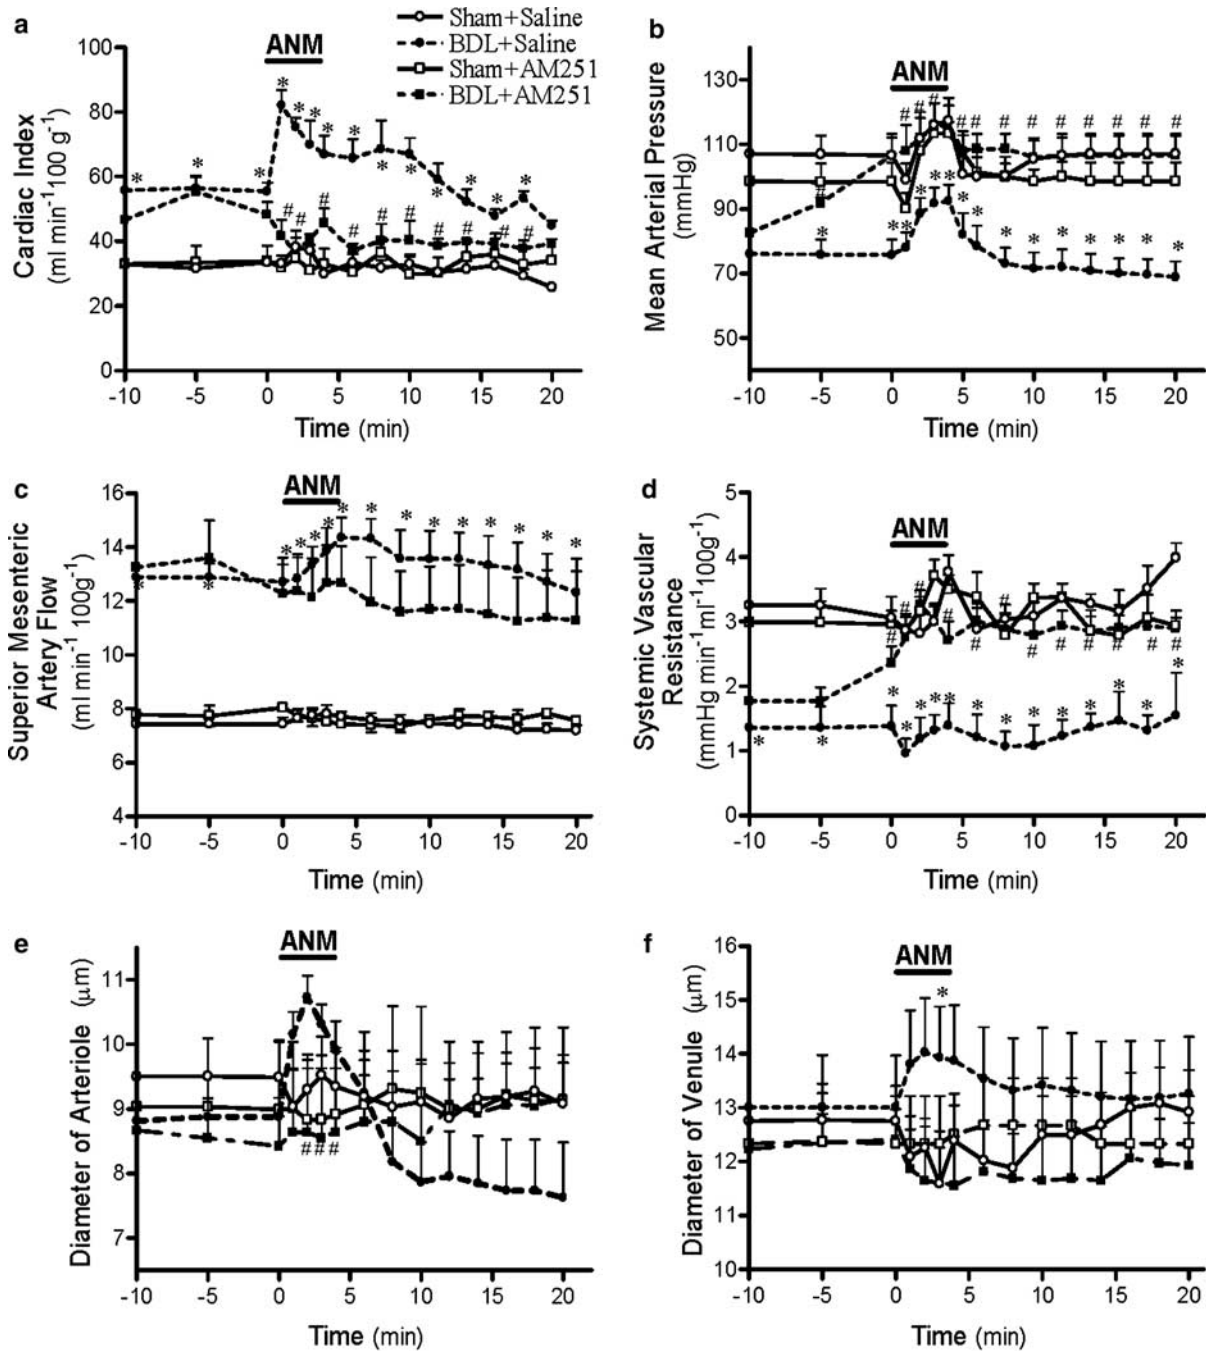 a
Sham+Saline
BDL+Saline
Sham+AM251
BDL+AM251
ANM
Cardiac Index
(ml min-1 100 g-1)
100
80
60
40
20
0
* * * * * * * * * * * * * * *
# # # # # # # # #
-10 -5 0 5 10 15 20
Time (min)
b
ANM
Mean Arterial Pressure
(mmHg)
130
110
90
70
50
-10 -5 0 5 10 15 20
Time (min)
c
ANM
Superior Mesenteric
Artery Flow
(ml min-1 100g-1)
16
14
12
10
8
6
4
-10 -5 0 5 10 15 20
Time (min)
d
ANM
Systemic Vascular
Resistance
(mmHg min-1ml-1100g-1)
5
4
3
2
1
0
-10 -5 0 5 10 15 20
Time (min)
e
ANM
Diameter of Arteriole (μm)
11
10
9
8
7
###
-10 -5 0 5 10 15 20
Time (min)
f
ANM
Diameter of Venule (μm)
16
15
14
13
12
11
10
*
-10 -5 0 5 10 15 20
Time (min)